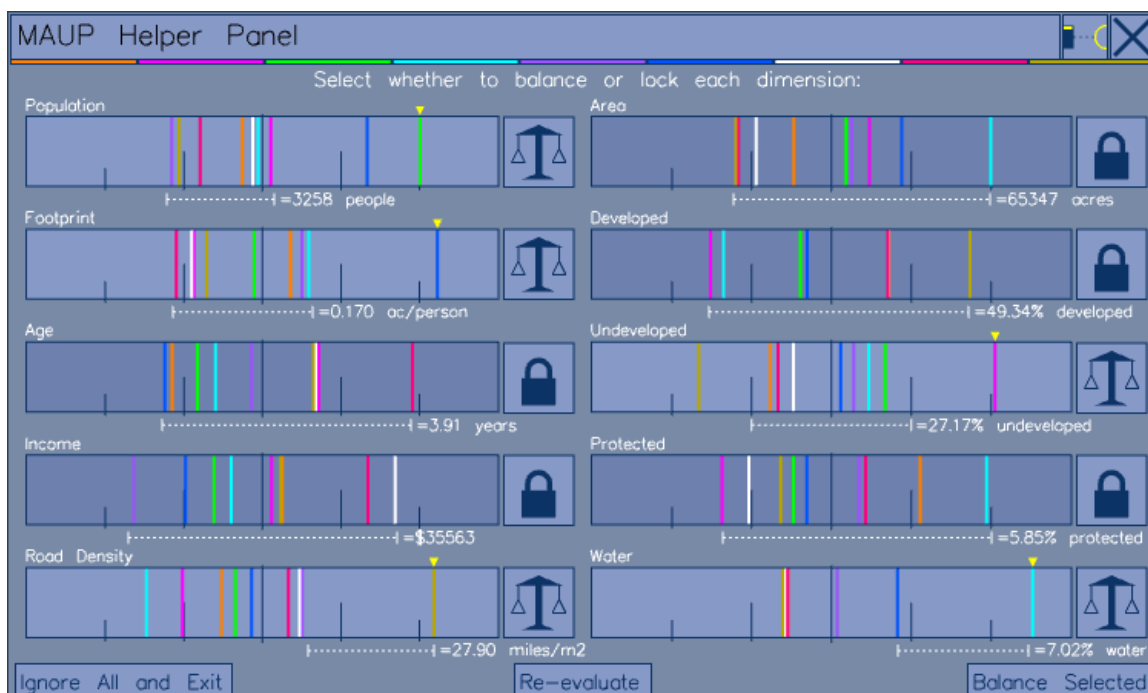 MAUP Helper Panel
Select whether to balance or lock each dimension:
Population
=3258 people
Footprint
=0.170 ac/person
Age
=3.91 years
Income
=$35563
Road Density
=27.90 miles/m2
Area
=65347 acres
Developed
=49.34% developed
Undeveloped
=27.17% undeveloped
Protected
=5.85% protected
Water
=7.02% water
Ignore All and Exit
Re-evaluate
Balance Selected